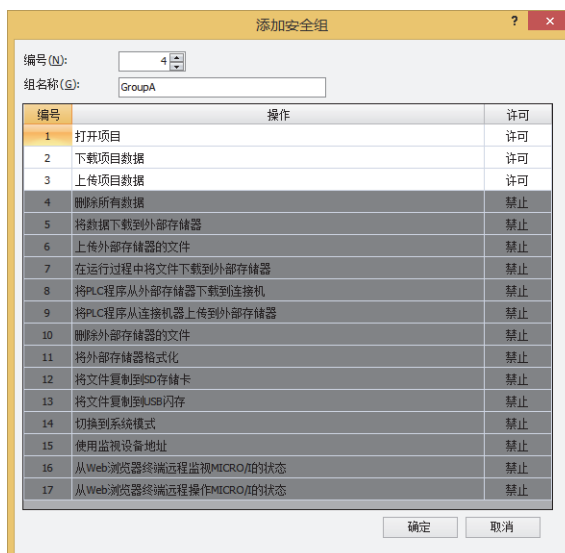 添加安全组
? ×
编号(N): 4
组名称(G): GroupA
编号 操作 许可
1 打开项目 许可
2 下载项目数据 许可
3 上传项目数据 许可
4 删除所有数据 禁止
5 将数据下载到外部存储器 禁止
6 上传外部存储器的文件 禁止
7 在运行过程中将文件下载到外部存储器 禁止
8 将PLC程序从外部存储器下载到连接机 禁止
9 将PLC程序从连接机器上传到外部存储器 禁止
10 删除外部存储器的文件 禁止
11 将外部存储器格式化 禁止
12 将文件复制到SD存储卡 禁止
13 将文件复制到USB闪存 禁止
14 切换到系统模式 禁止
15 使用监视设备地址 禁止
16 从Web浏览器终端远程监视MICRO/I的状态 禁止
17 从Web浏览器终端远程操作MICRO/I的状态 禁止
确定 取消